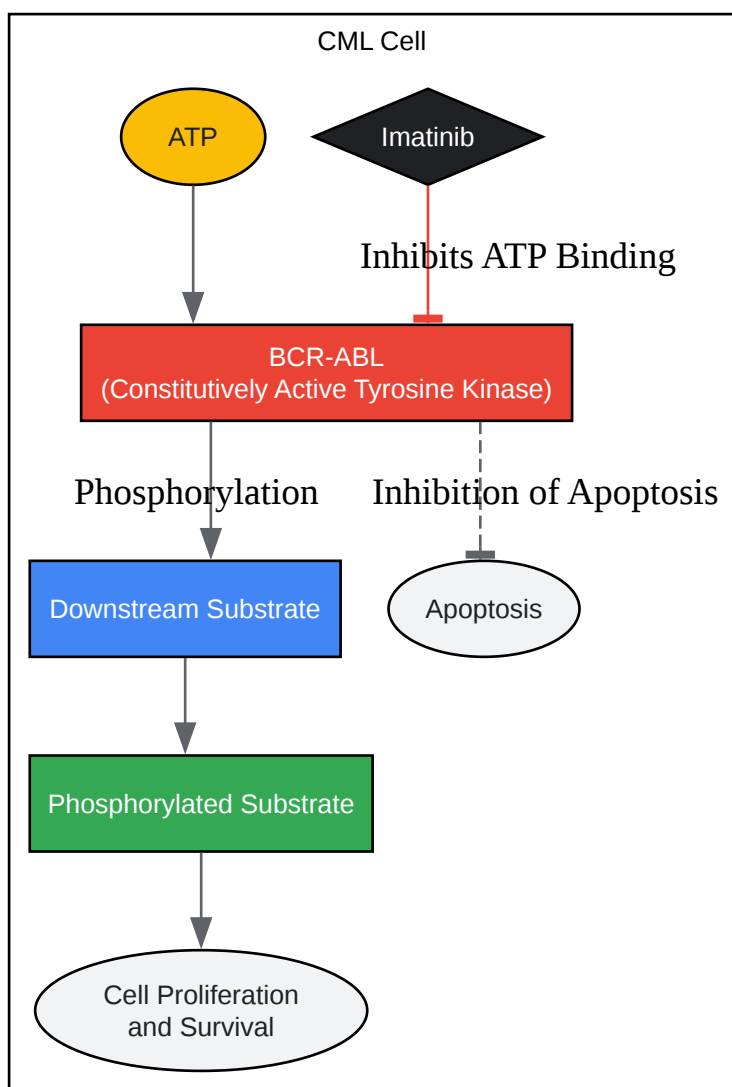 CML Cell
ATP
Imatinib
Inhibits ATP Binding
BCR-ABL
(Constitutively Active Tyrosine Kinase)
Phosphorylation
Inhibition of Apoptosis
Downstream Substrate
Apoptosis
Phosphorylated Substrate
Cell Proliferation
and Survival